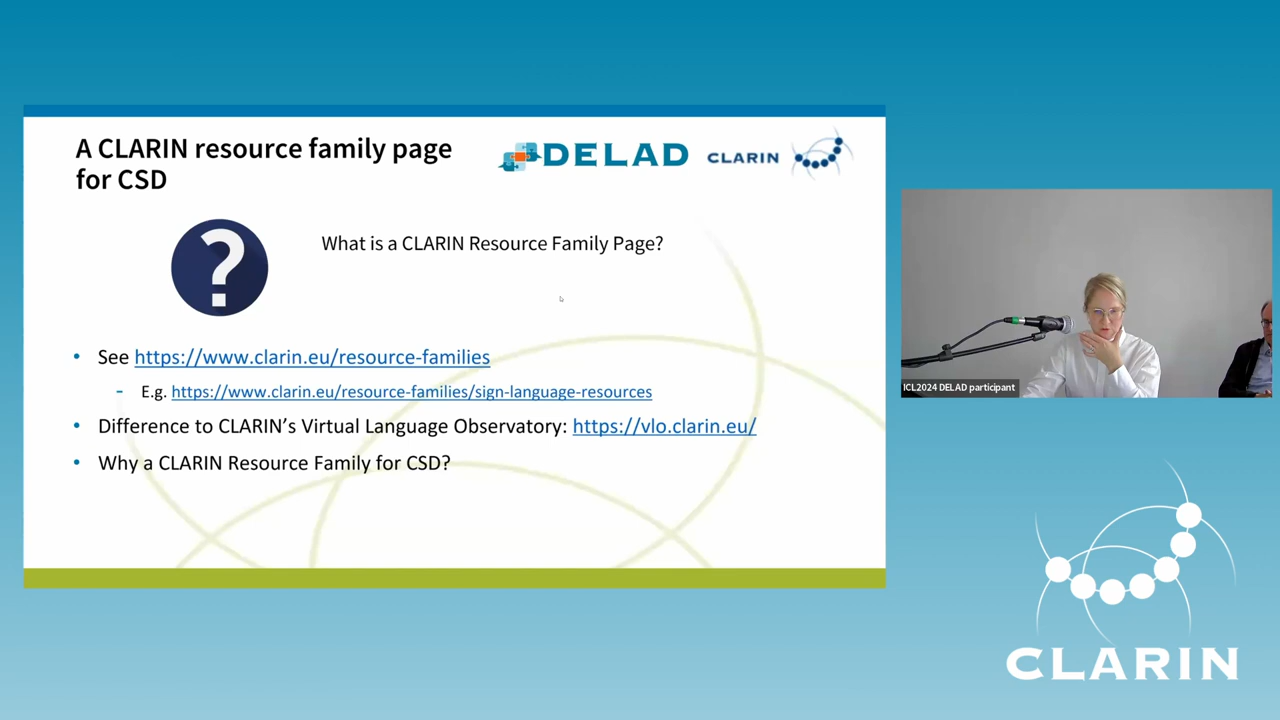 A CLARIN resource family page
for CSD
DELAD
CLARIN
?
What is a CLARIN Resource Family Page?
• See https://www.clarin.eu/resource-families
- E.g. https://www.clarin.eu/resource-families/sign-language-resources
• Difference to CLARIN’s Virtual Language Observatory: https://vlo.clarin.eu/
• Why a CLARIN Resource Family for CSD?
ICL2024 DELAD participant
CLARIN